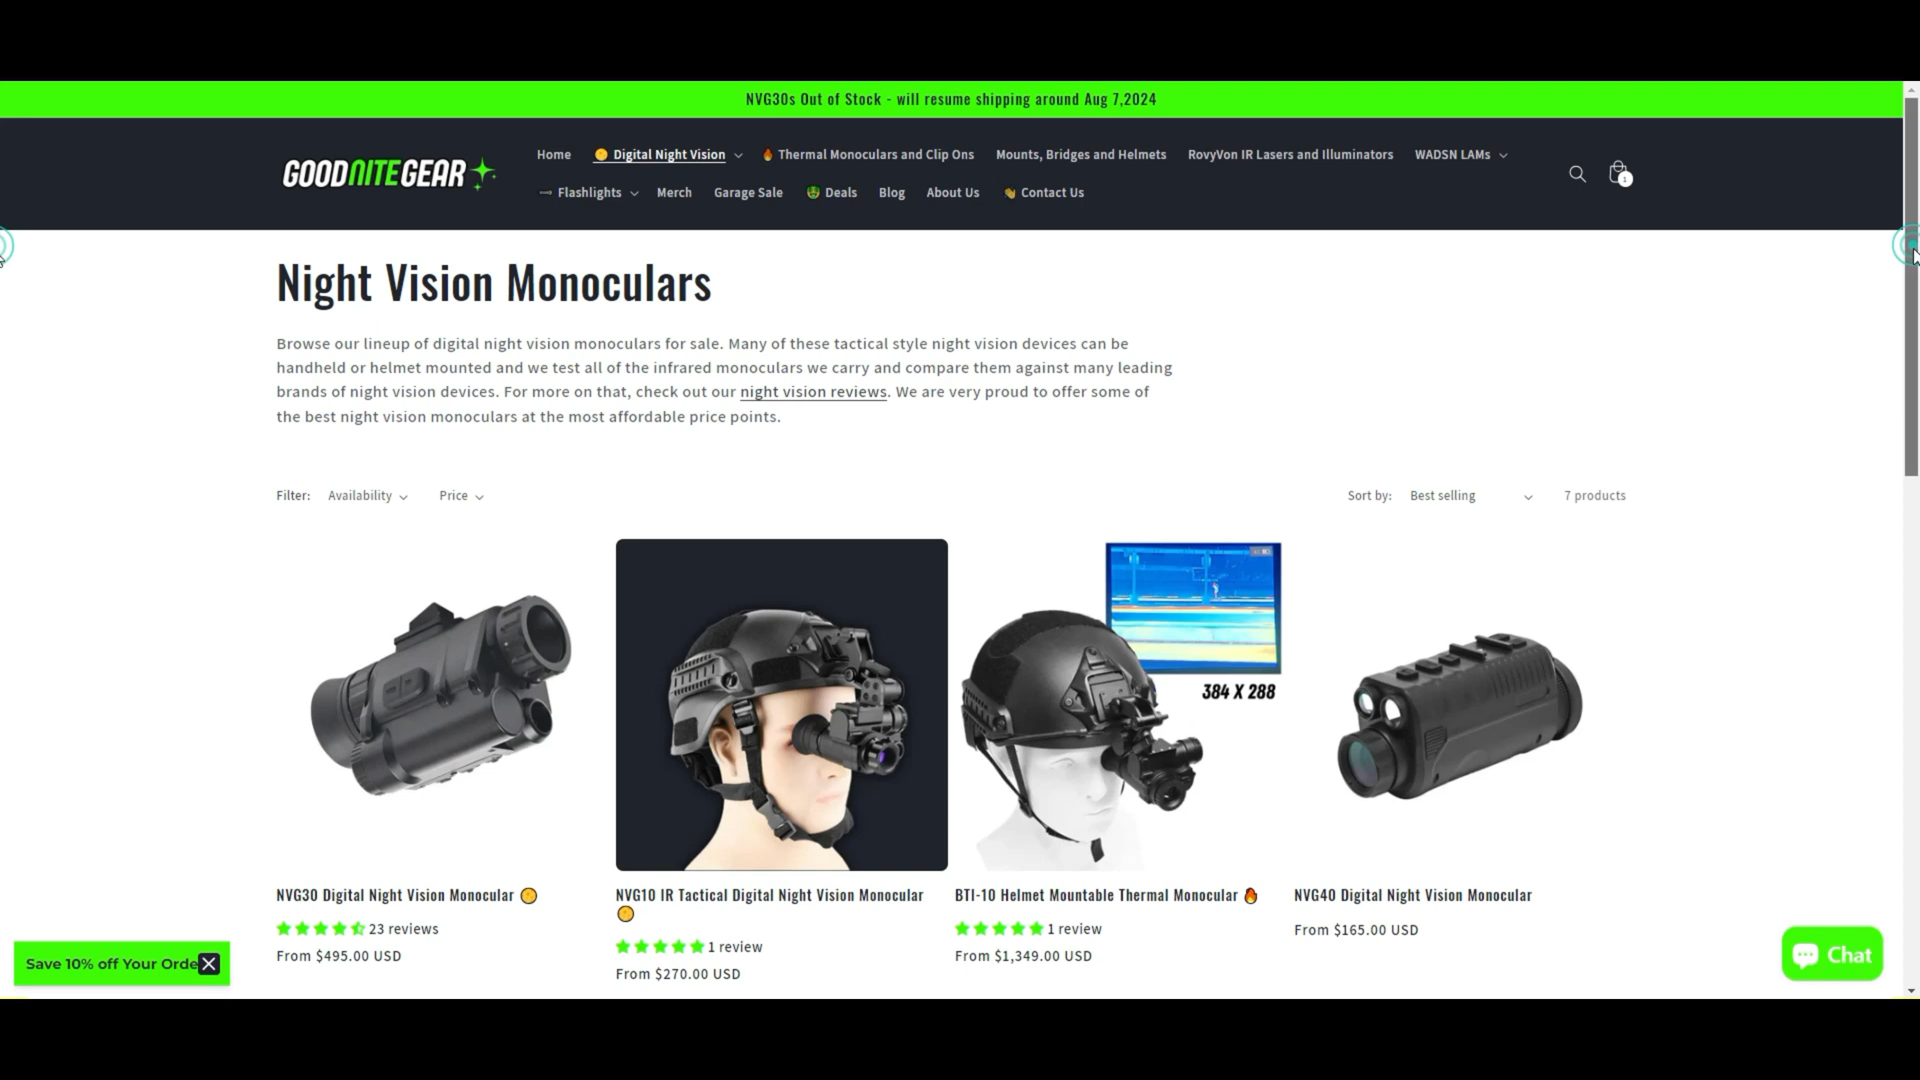 NVG30s Out of Stock - will resume shipping around Aug 7,2024
GOODNITEGEAR
Home
Digital Night Vision
Thermal Monoculars and Clip Ons
Mounts, Bridges and Helmets
RovyVon IR Lasers and Illuminators
WADSN LAMs
Flashlights
Merch
Garage Sale
Deals
Blog
About Us
Contact Us
1
Night Vision Monoculars
Browse our lineup of digital night vision monoculars for sale. Many of these tactical style night vision devices can be
handheld or helmet mounted and we test all of the infrared monoculars we carry and compare them against many leading
brands of night vision devices. For more on that, check out our night vision reviews. We are very proud to offer some of
the best night vision monoculars at the most affordable price points.
Filter:
Availability
Price
Sort by:
Best selling
7 products
384 X 288
NVG30 Digital Night Vision Monocular
23 reviews
From $495.00 USD
NVG10 IR Tactical Digital Night Vision Monocular
1 review
From $270.00 USD
BTI-10 Helmet Mountable Thermal Monocular
1 review
From $1,349.00 USD
NVG40 Digital Night Vision Monocular
From $165.00 USD
Save 10% off Your Orde
Chat